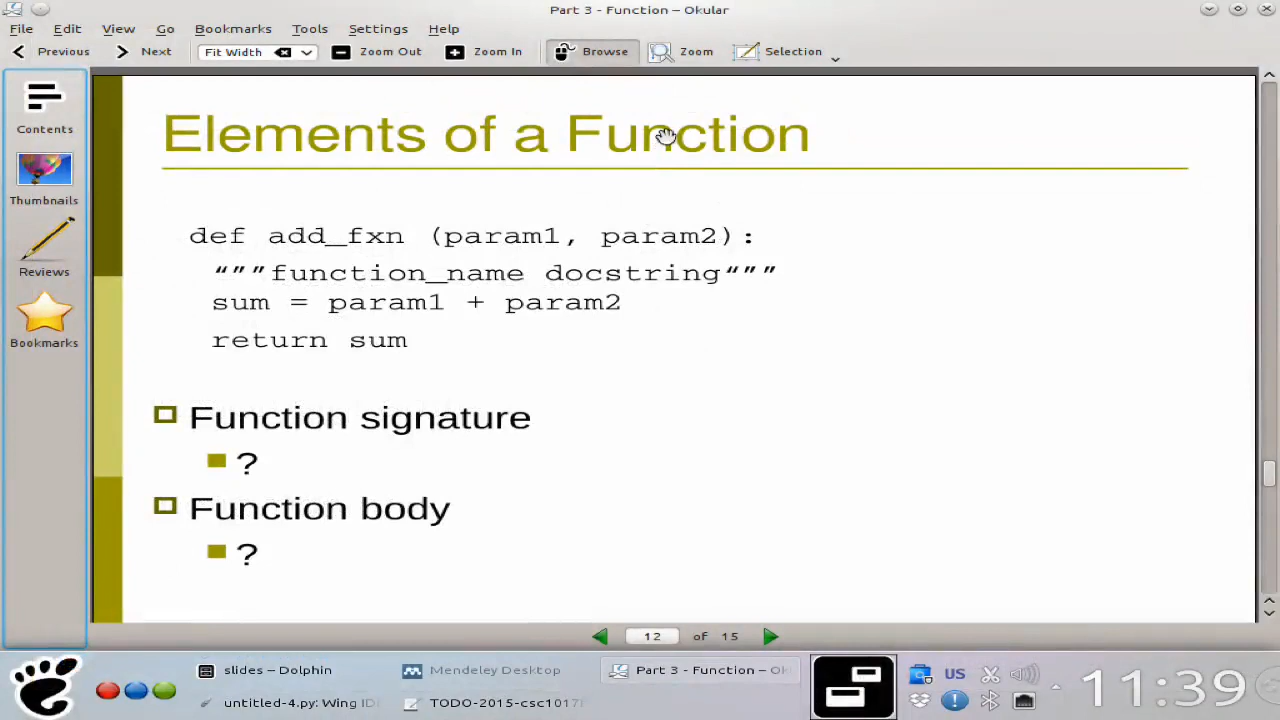 Part 3 - Function – Okular
File Edit View Go Bookmarks Tools Settings Help
Previous Next Fit Width Zoom Out Zoom In Browse Zoom Selection
Contents
Thumbnails
Reviews
Bookmarks
Elements of a Function
def add_fxn (param1, param2):
“””function_name docstring“””
sum = param1 + param2
return sum
Function signature
?
Function body
?
12 of 15
slides – Dolphin Mendeley Desktop Part 3 - Function – Ok
untitled-4.py: Wing ID TODO-2015-csc1017
US
11:39